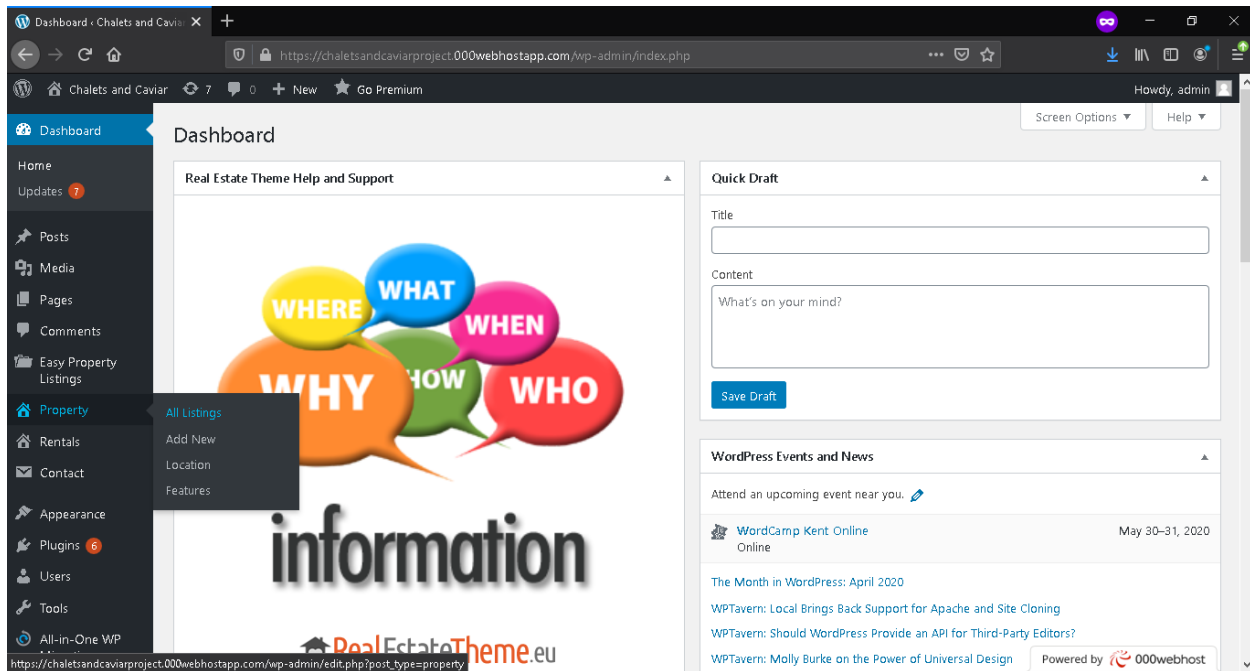 Dashboard ‹ Chalets and Caviar
https://chaletsandcaviarproject.000webhostapp.com/wp-admin/index.php
Chalets and Caviar 7 0 New Go Premium Howdy, admin
Screen Options Help
Dashboard
Home
Updates 7
Posts
Media
Pages
Comments
Easy Property
Listings
Property
Rentals
Contact
Appearance
Plugins 6
Users
Tools
All-in-One WP
All Listings
Add New
Location
Features
Dashboard
Real Estate Theme Help and Support
WHERE
WHAT
WHEN
WHY
HOW
WHO
information
RealEstateTheme.eu
Quick Draft
Title
Content
What's on your mind?
Save Draft
WordPress Events and News
Attend an upcoming event near you.
WordCamp Kent Online May 30–31, 2020
Online
The Month in WordPress: April 2020
WPTavern: Local Brings Back Support for Apache and Site Cloning
WPTavern: Should WordPress Provide an API for Third-Party Editors?
WPTavern: Molly Burke on the Power of Universal Design
Powered by 000webhost
https://chaletsandcaviarproject.000webhostapp.com/wp-admin/edit.php?post_type=property